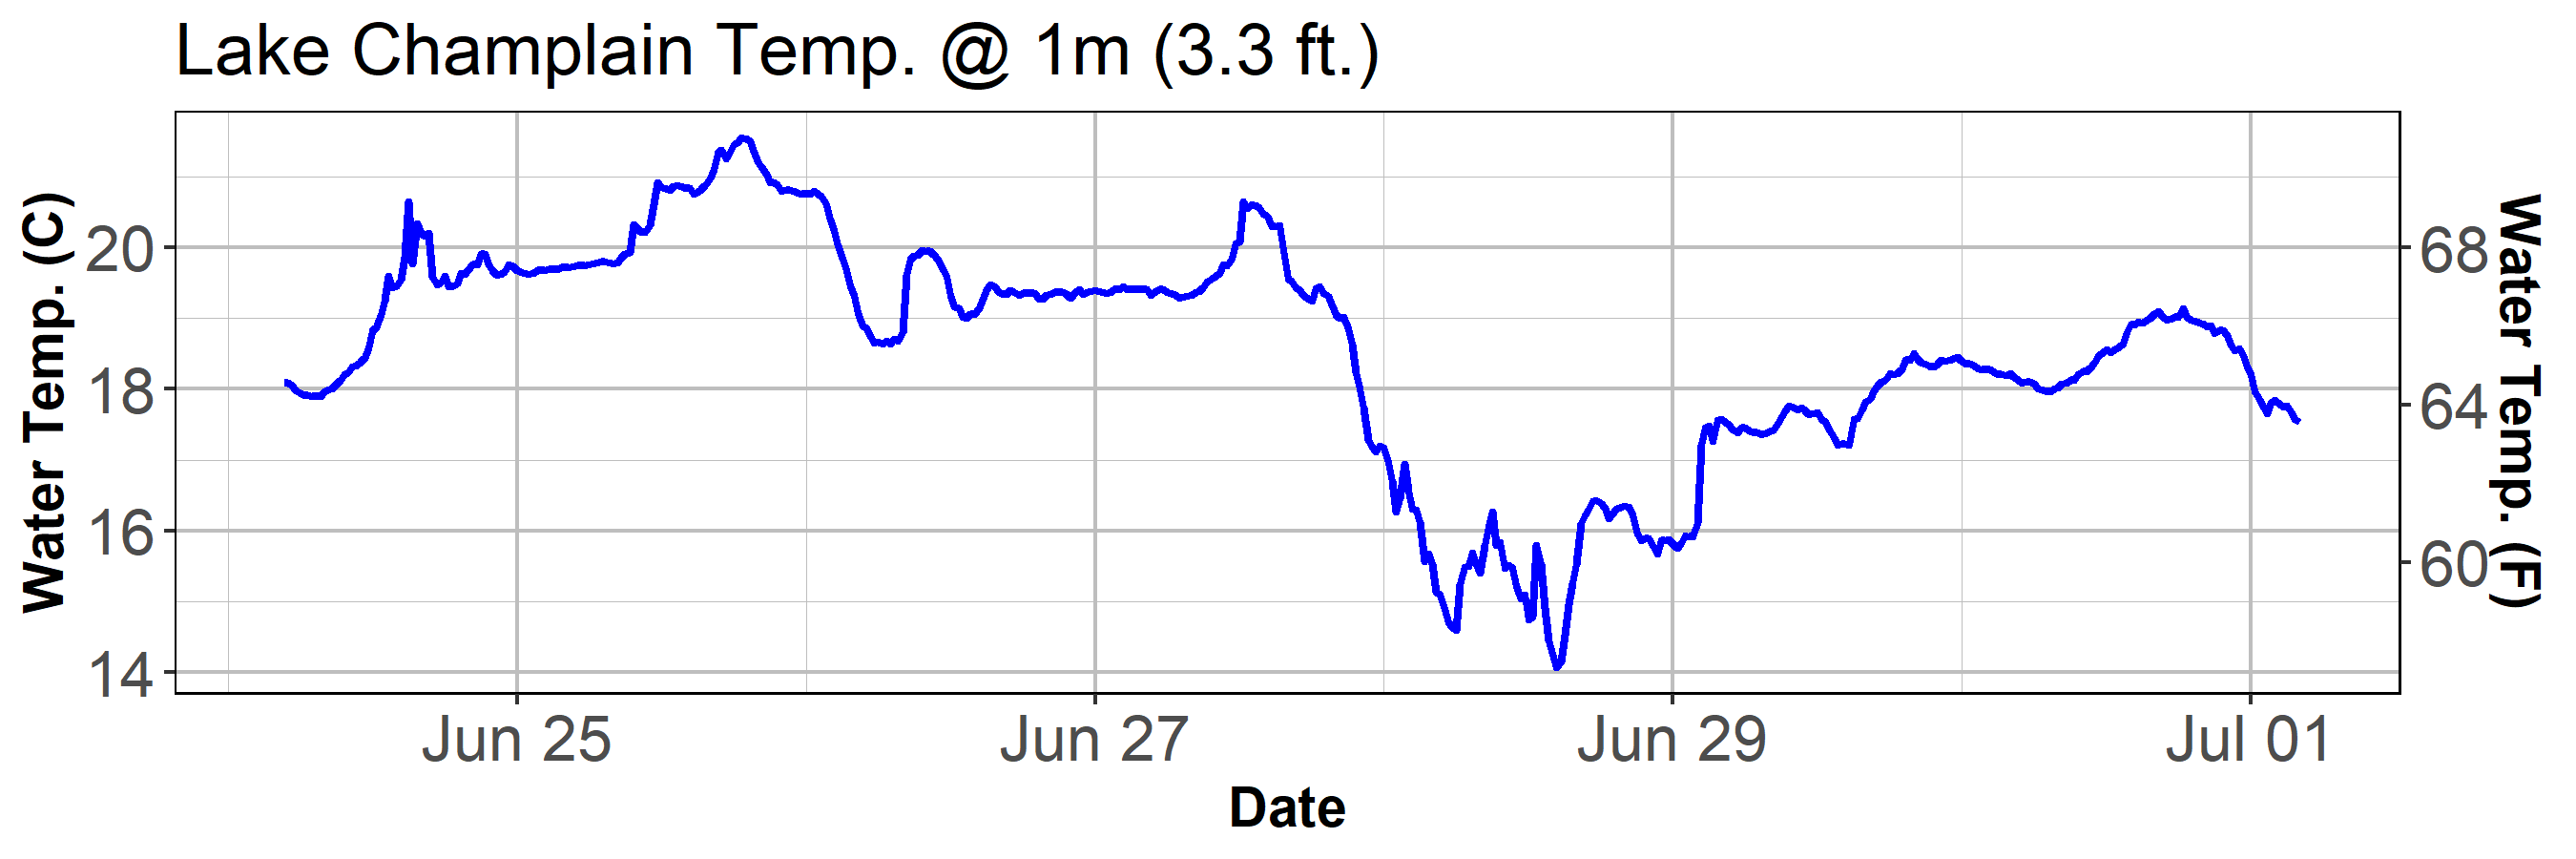 Lake Champlain Temp. @ 1m (3.3 ft.)
Water Temp. (C)
20
18
16
14
68
64
60
Water Temp. (F)
Jun 25
Jun 27
Jun 29
Jul 01
Date